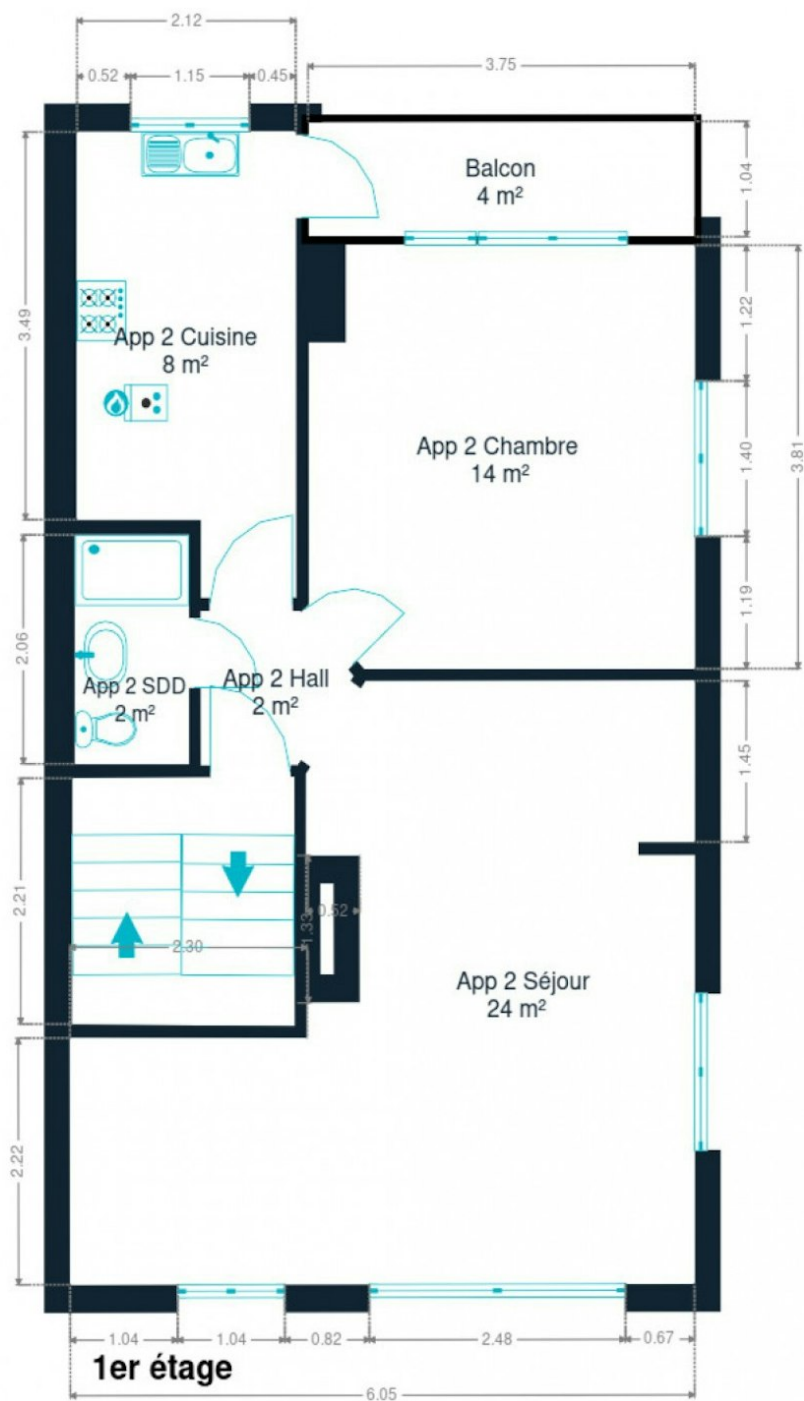 2.12
0.52
1.15
0.45
3.75
Balcon
4 m²
1.04
3.49
App 2 Cuisine
8 m²
1.22
App 2 Chambre
14 m²
1.40
3.81
1.19
2.06
App 2 SDD
2 m²
App 2 Hall
2 m²
1.45
2.21
2.30
1.33
0.52
App 2 Séjour
24 m²
2.22
1.04
1.04
0.82
2.48
0.67
1er étage
6.05